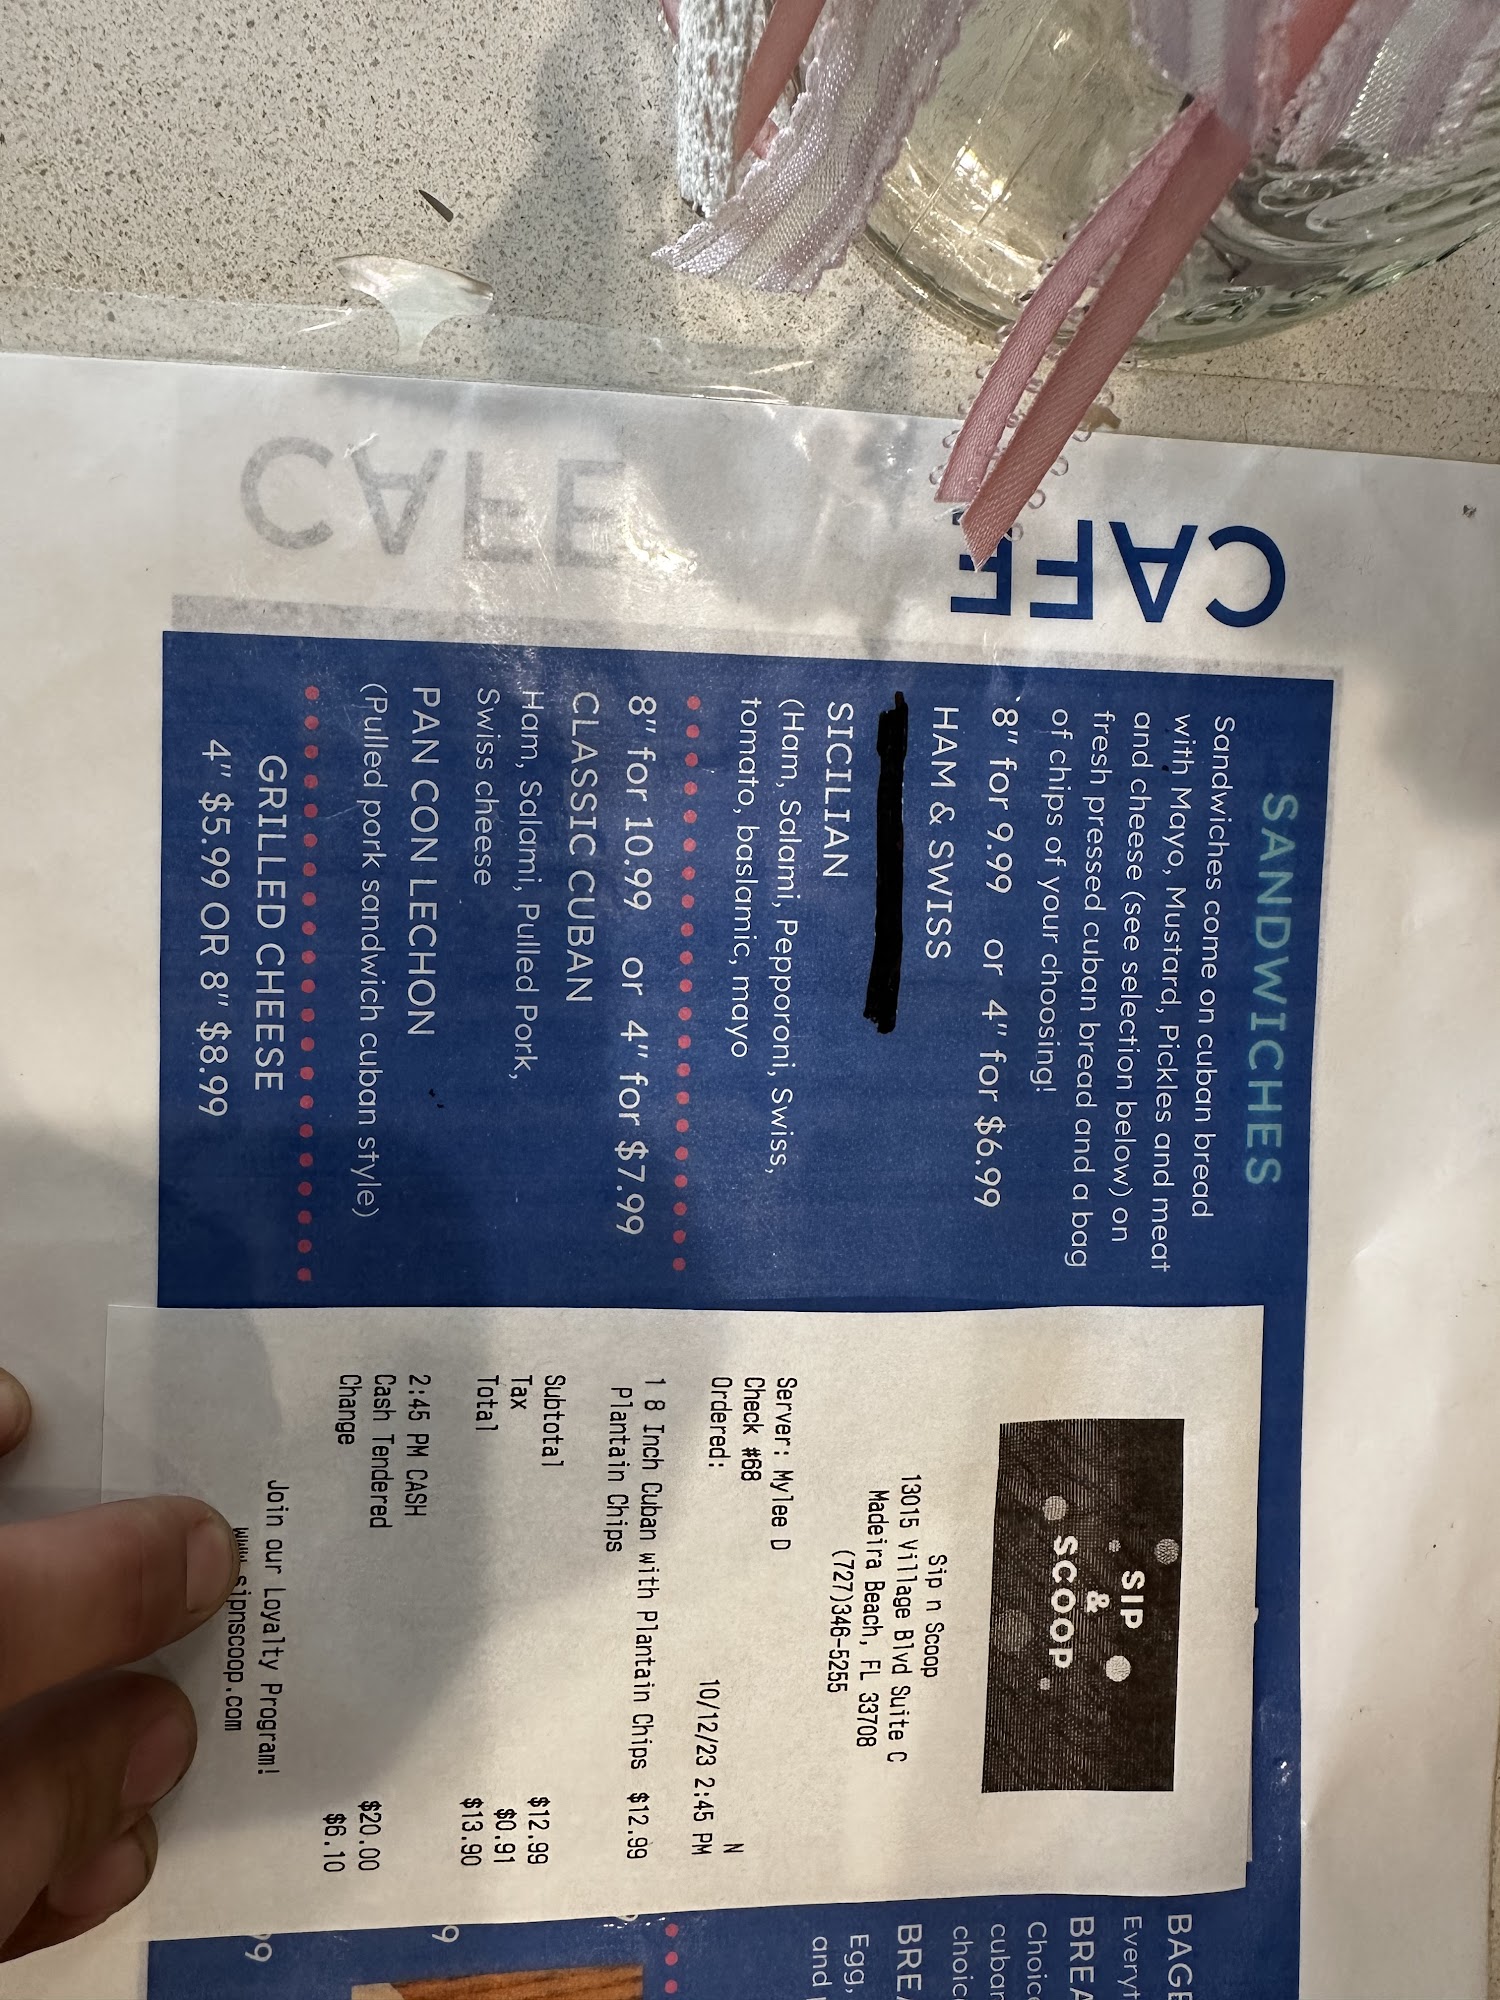 CAFE
SANDWICHES
Sandwiches come on cuban bread
with Mayo, Mustard, Pickles and meat
and cheese (see selection below) on
fresh pressed cuban bread and a bag
of chips of your choosing!
8" for 9.99 or 4" for $6.99
HAM & SWISS
SICILIAN
(Ham, Salami, Pepporoni, Swiss,
tomato, baslamic, mayo
8" for 10.99 or 4" for $7.99
CLASSIC CUBAN
Ham, Salami, Pulled Pork,
Swiss cheese
PAN CON LECHON
(Pulled pork sandwich cuban style)
GRILLED CHEESE
4" $5.99 OR 8" $8.99
SIP
&
SCOOP
Sip n Scoop
13015 Village Blvd Suite C
Madeira Beach, FL 33708
(727)346-5255
Server: Mylee D
Check #68 N
Ordered: 10/12/23 2:45 PM
1 8 Inch Cuban with Plantain Chips $12.99
Plantain Chips
Subtotal $12.99
Tax $0.91
Total $13.90
2:45 PM CASH
Cash Tendered $20.00
Change $6.10
Join our Loyalty Program!
www.sipnscoop.com
Choice
Egg,
and
CAFE